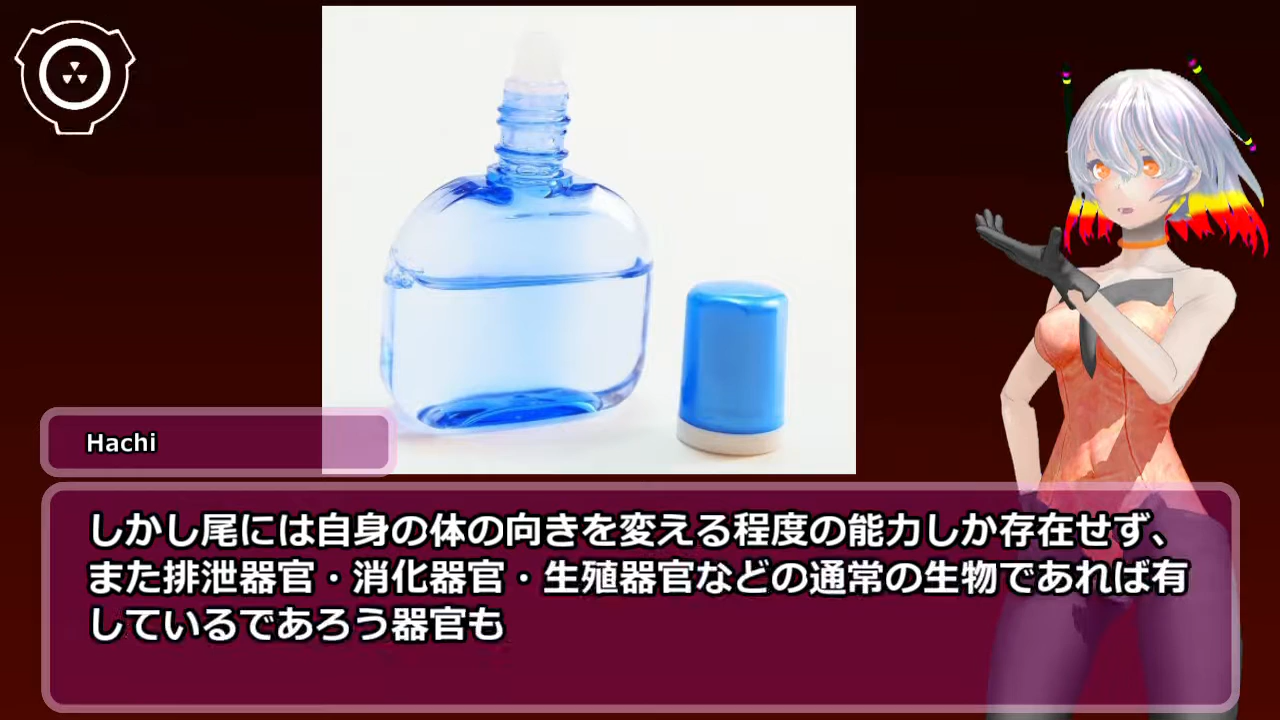 Hachi
しかし尾には自身の体の向きを変える程度の能力しか存在せず、
また排泄器官・消化器官・生殖器官などの通常の生物であれば有
しているであろう器官も